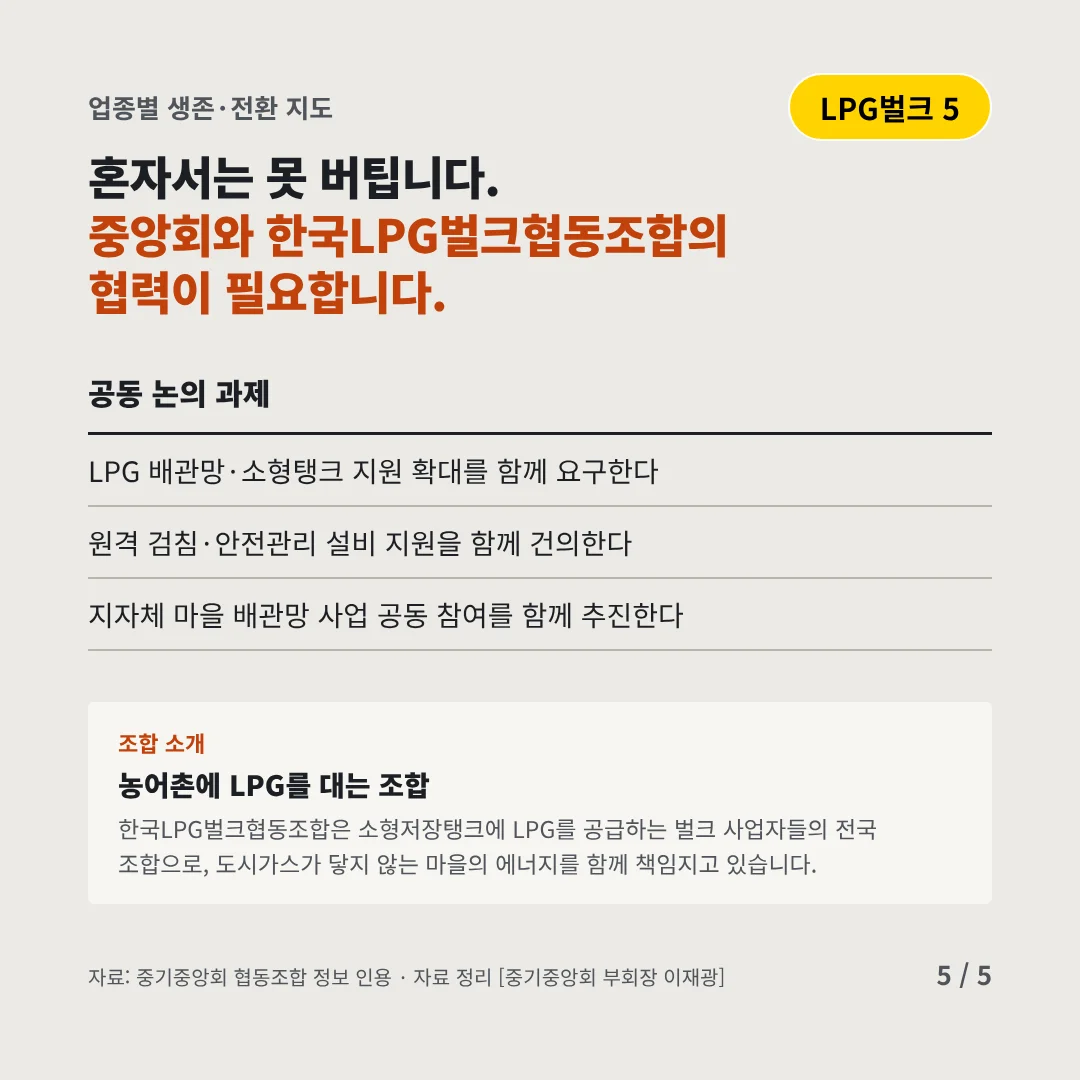 업종별 생존·전환 지도
LPG벌크 5
혼자서는 못 버팁니다.
중앙회와 한국LPG벌크협동조합의
협력이 필요합니다.
공동 논의 과제
LPG 배관망·소형탱크 지원 확대를 함께 요구한다
원격 검침·안전관리 설비 지원을 함께 건의한다
지자체 마을 배관망 사업 공동 참여를 함께 추진한다
조합 소개
농어촌에 LPG를 대는 조합
한국LPG벌크협동조합은 소형저장탱크에 LPG를 공급하는 벌크 사업자들의 전국
조합으로, 도시가스가 닿지 않는 마을의 에너지를 함께 책임지고 있습니다.
자료: 중기중앙회 협동조합 정보 인용 · 자료 정리 [중기중앙회 부회장 이재광]
5 / 5